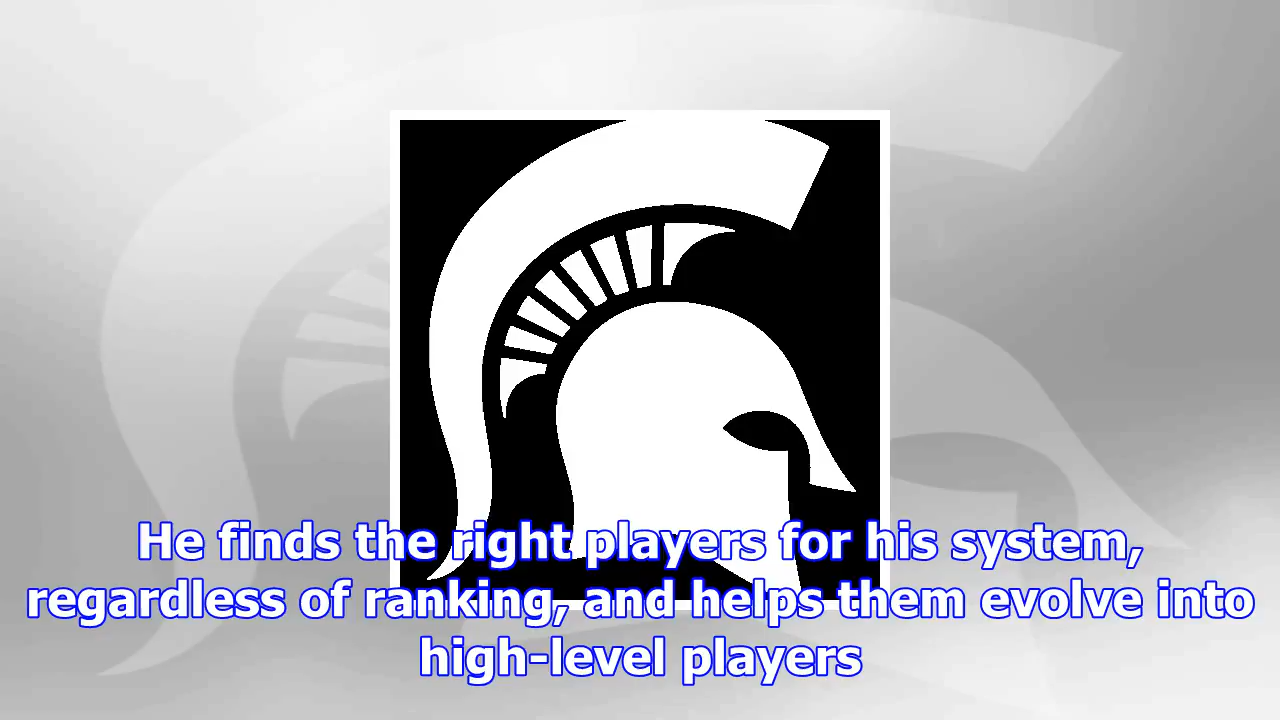 He finds the right players for his system,
regardless of ranking, and helps them evolve into
high-level players